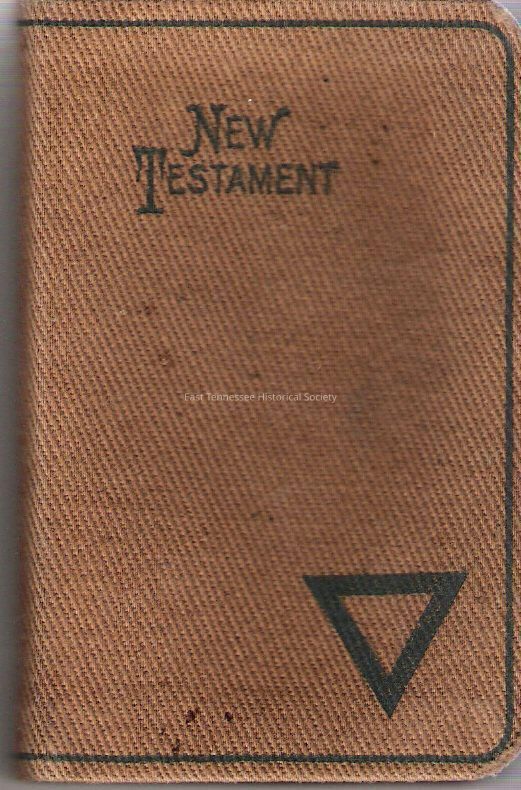 New
Testament
East Tennessee Historical Society